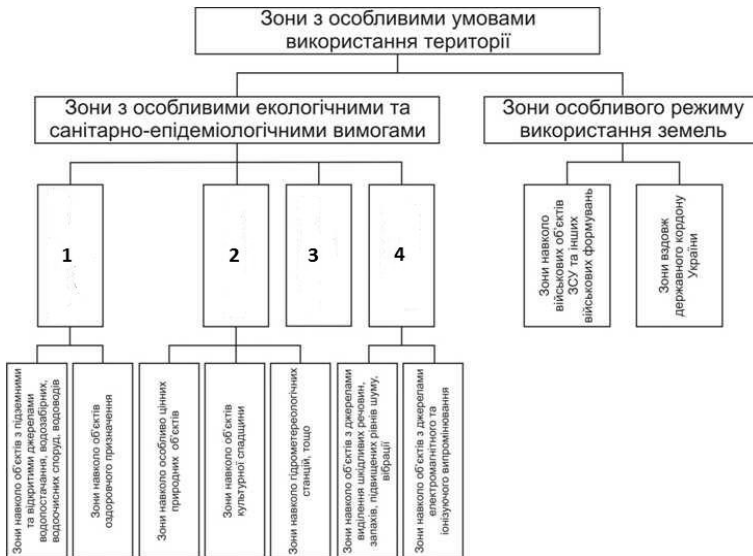 Зони з особливими умовами
використання території
Зони з особливими екологічними та
санітарно-епідеміологічними вимогами
Зони особливого режиму
використання земель
1
2
3
4
Зони навколо
військових об'єктів
ЗСУ та інших
військових формувань
Зони вздовж
державного кордону
України
Зони навколо об'єктів з підземними
та відкритими джерелами
водопостачання, водозабірних,
водоочисних споруд, водоводів
Зони навколо об'єктів
оздоровчого призначення
Зони навколо особливо цінних
природних об'єктів
Зони навколо об'єктів
культурної спадщини
Зони навколо гідрометереологічних
станцій, тощо
Зони навколо об'єктів з джерелами
виділення шкідливих речовин,
запахів, підвищених рівнів шуму,
вібрації
Зони навколо об'єктів з джерелами
електромагнітного та
іонізуючого випромінювання